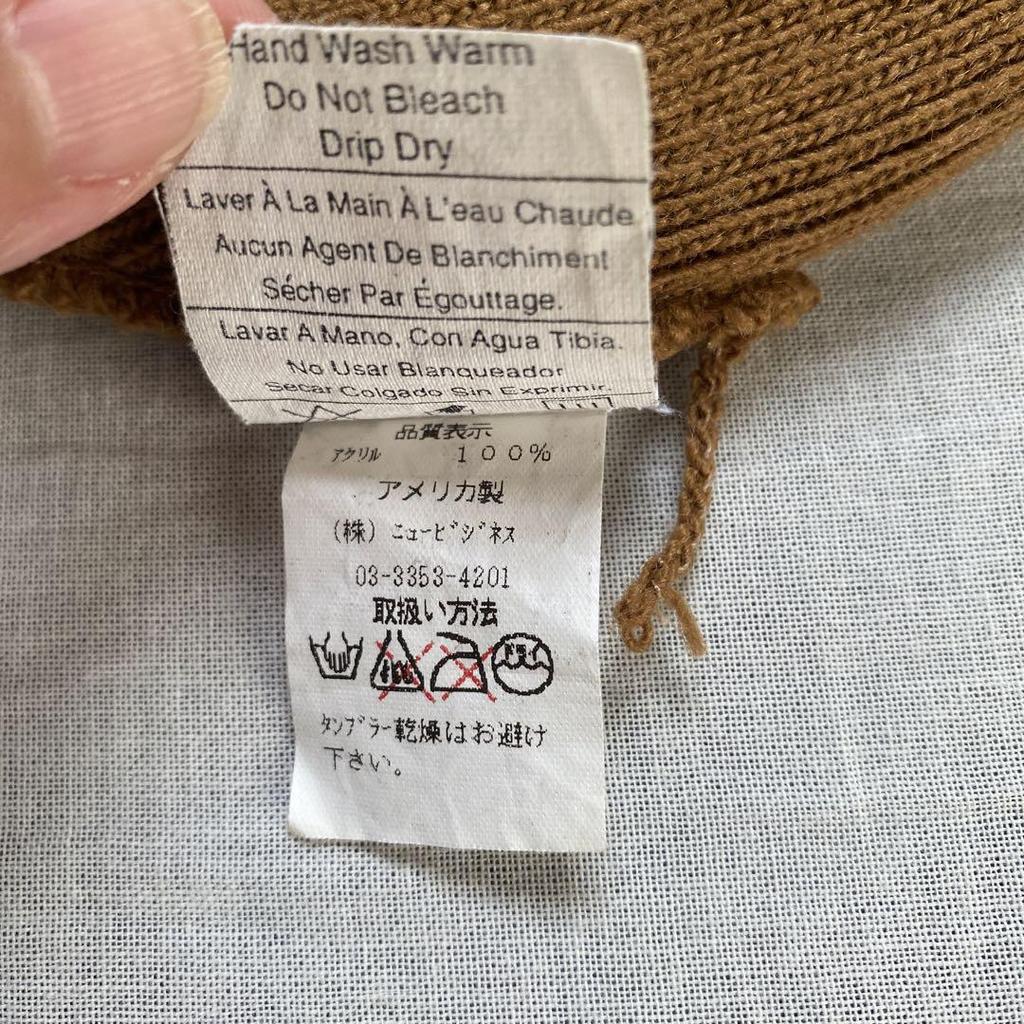 Hand Wash Warm
Do Not Bleach
Drip Dry
Laver À La Main À L'eau Chaude
Aucun Agent De Blanchiment
Sécher Par Égouttage.
Lavar A Mano, Con Agua Tibia.
No Usar Blanqueador
Secar Colgado Sin Exprimir.
品質表示
アクリル 100%
アメリカ製
(株) ニュービジネス
03-3353-4201
取扱い方法
ドライ
タンブラー乾燥はお避け
下さい。